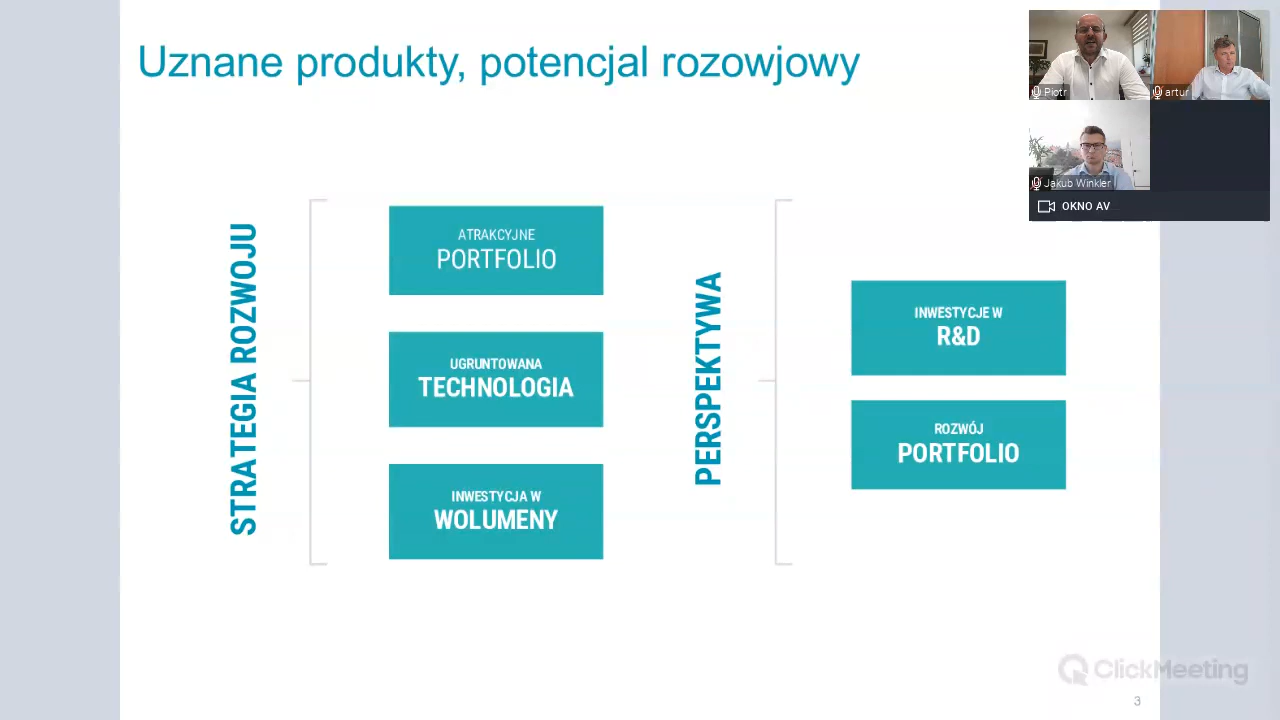 Uznane produkty, potencjal rozowjowy
Piotr
artur
Jakub Winkler
OKNO AV
STRATEGIA ROZWOJU
ATRAKCYJNE
PORTFOLIO
UGRUNTOWANA
TECHNOLOGIA
INWESTYCJA W
WOLUMENY
PERSPEKTYWA
INWESTYCJE W
R&D
ROZWÓJ
PORTFOLIO
ClickMeeting
3